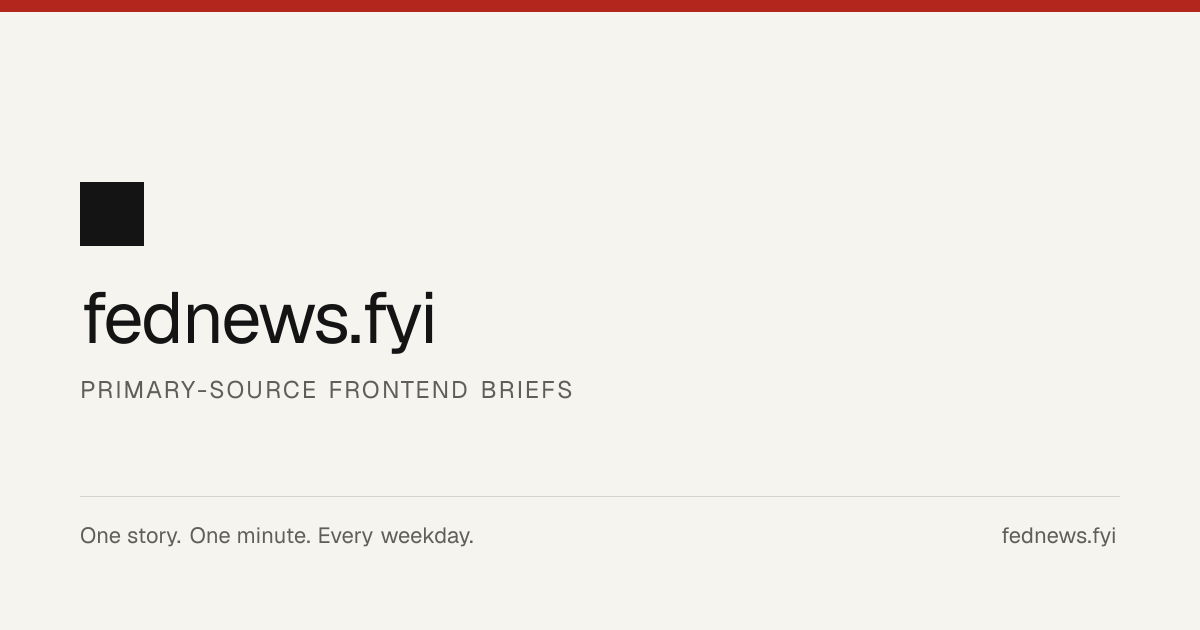 fednews.fyi
PRIMARY-SOURCE FRONTEND BRIEFS
One story. One minute. Every weekday.
fednews.fyi